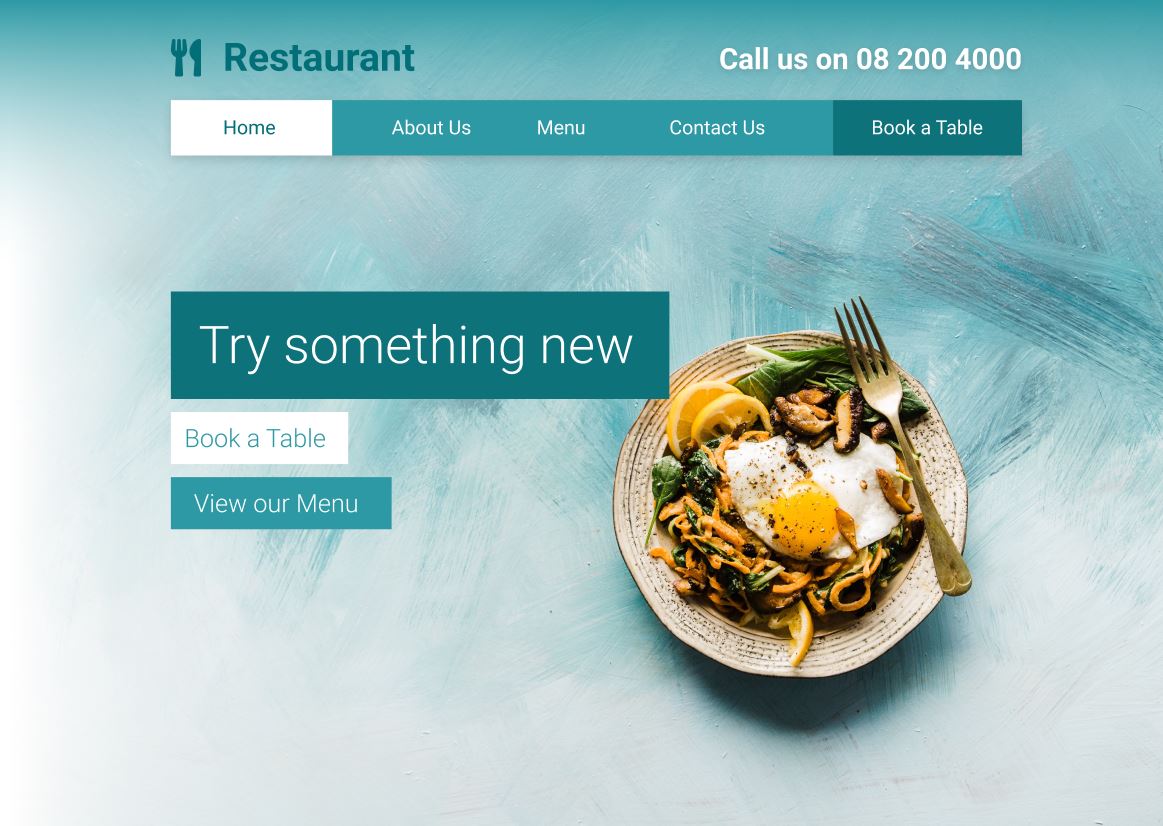 Restaurant
Call us on 08 200 4000
Home About Us Menu Contact Us Book a Table
Try something new
Book a Table
View our Menu